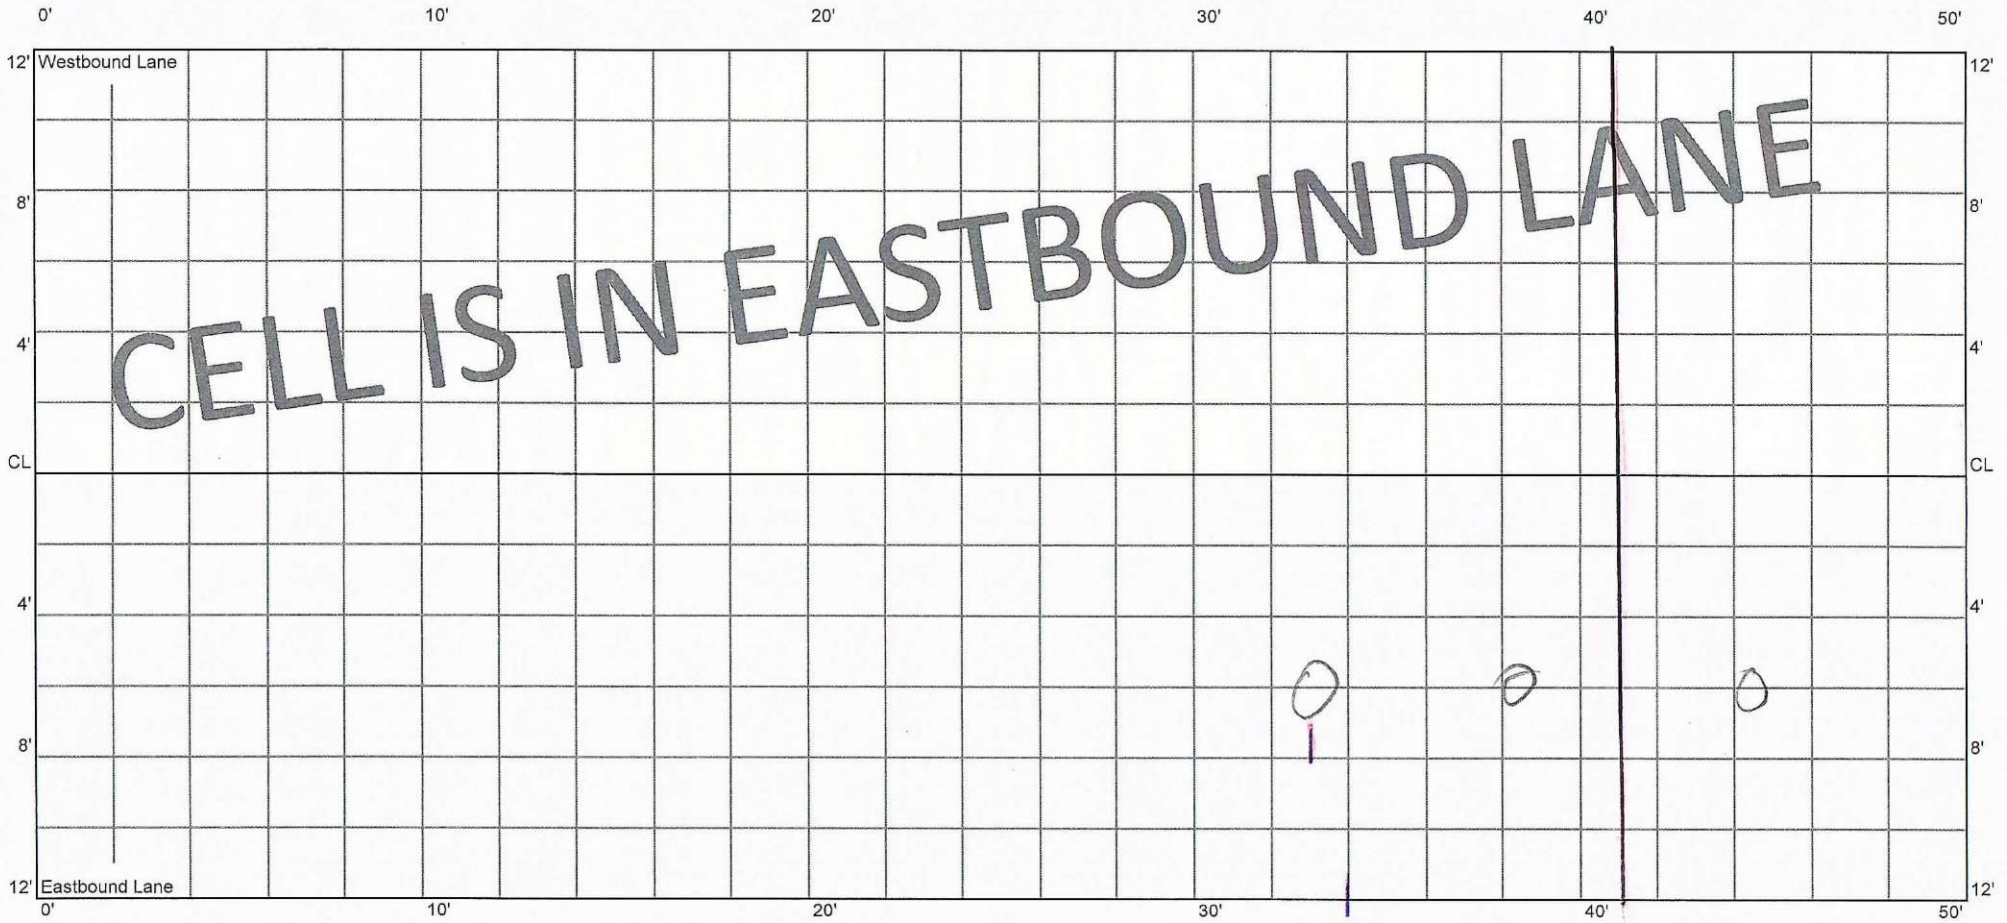 0' 10' 20' 30' 40' 50'
12' Westbound Lane 12'
CELL IS IN EASTBOUND LANE
8' 8'
4' 4'
CL CL
4' 4'
8' 8'
12' Eastbound Lane 12'
0' 10' 20' 30' 40' 50'